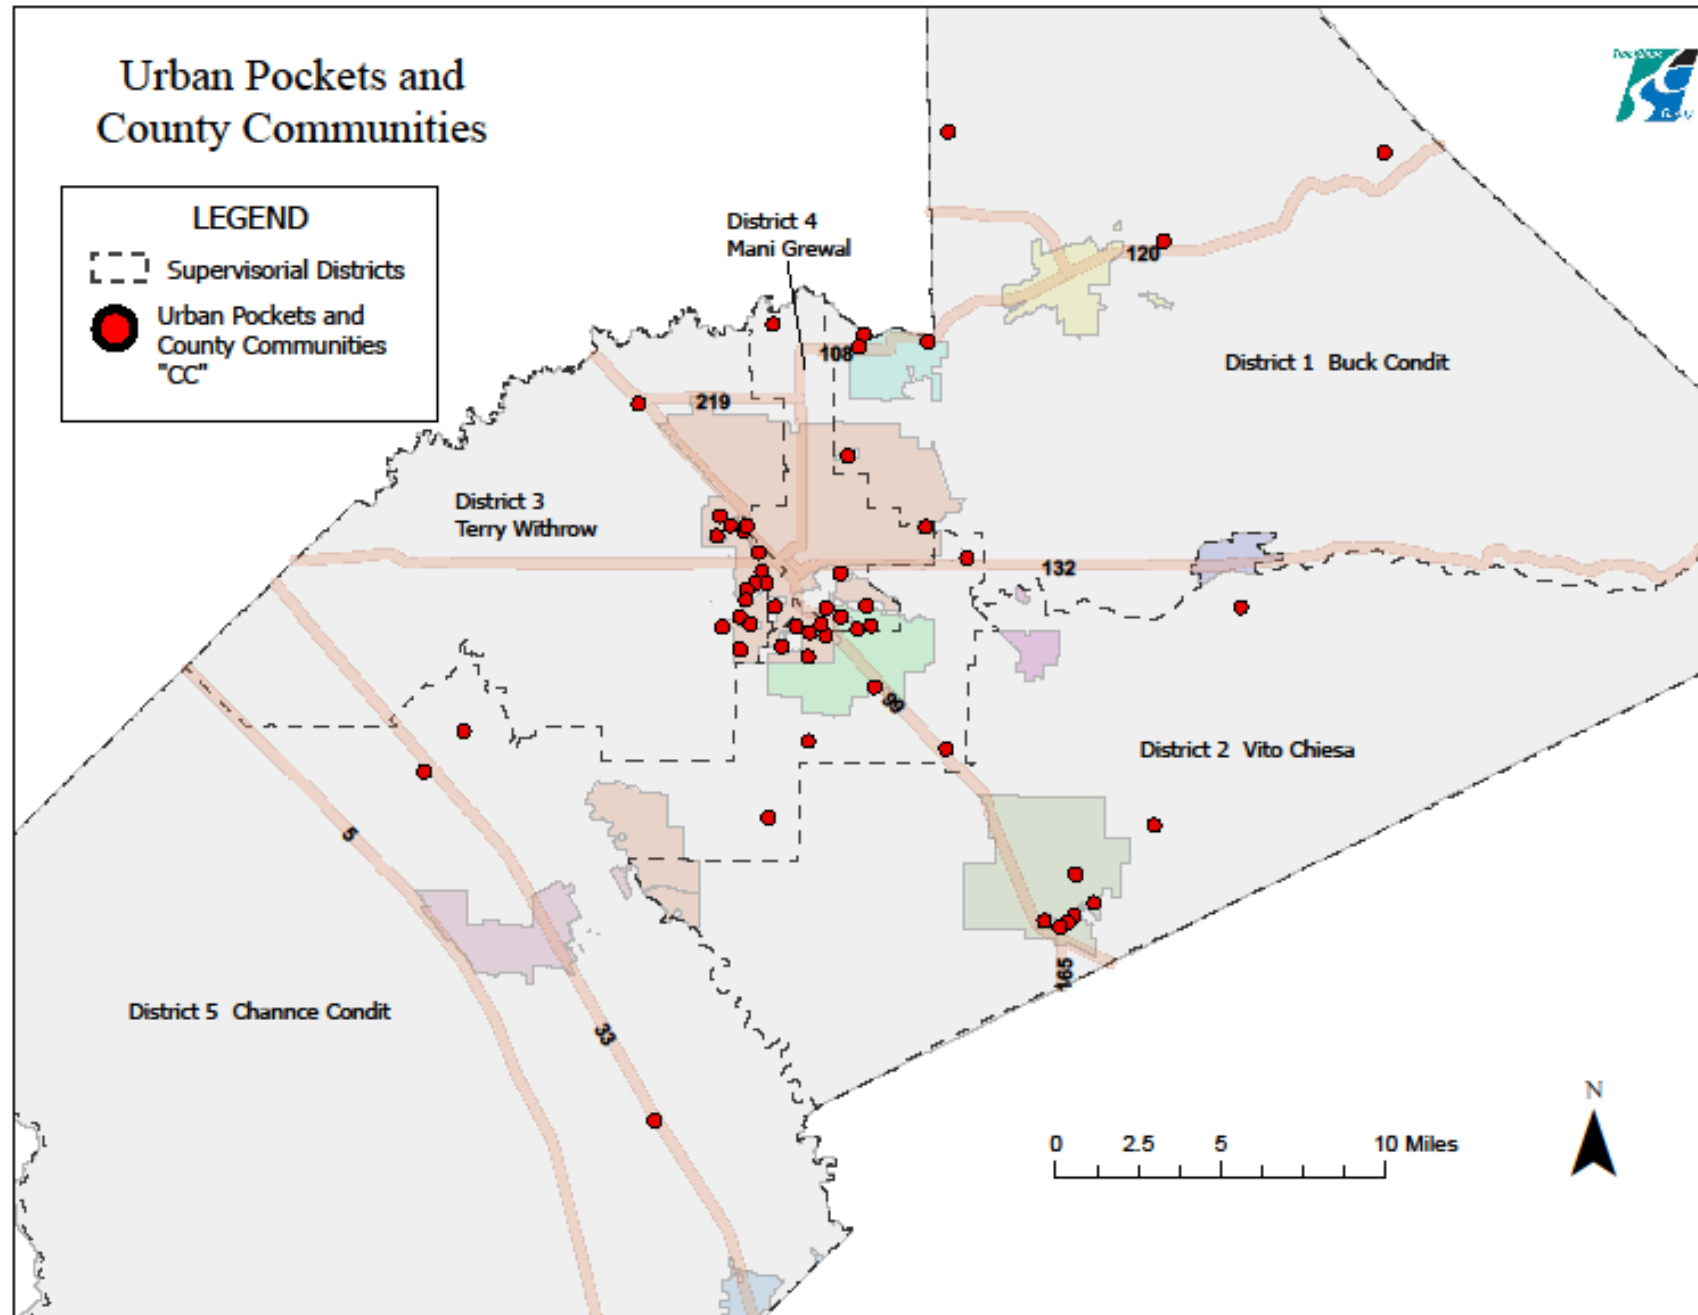 Urban Pockets and
County Communities
LEGEND
Supervisorial Districts
Urban Pockets and
County Communities
"CC"
District 4
Mani Grewal
120
108
District 1 Buck Condit
219
District 3
Terry Withrow
132
99
District 2 Vito Chiesa
5
165
District 5 Channce Condit
33
N
0 2.5 5 10 Miles